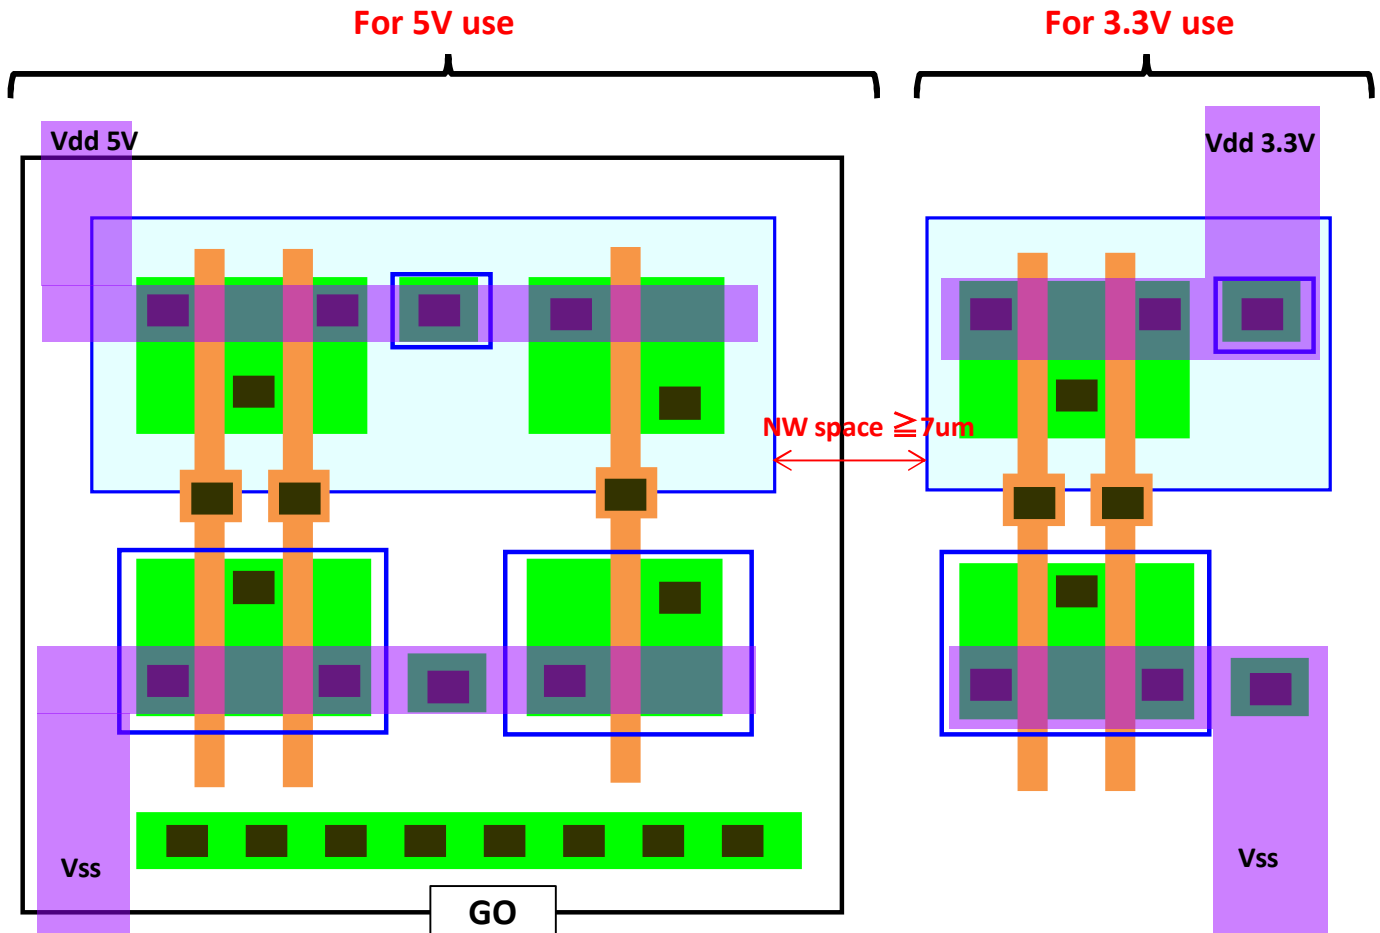 For 5V use
For 3.3V use
Vdd 5V
Vdd 3.3V
NW space ≧7um
Vss
Vss
GO